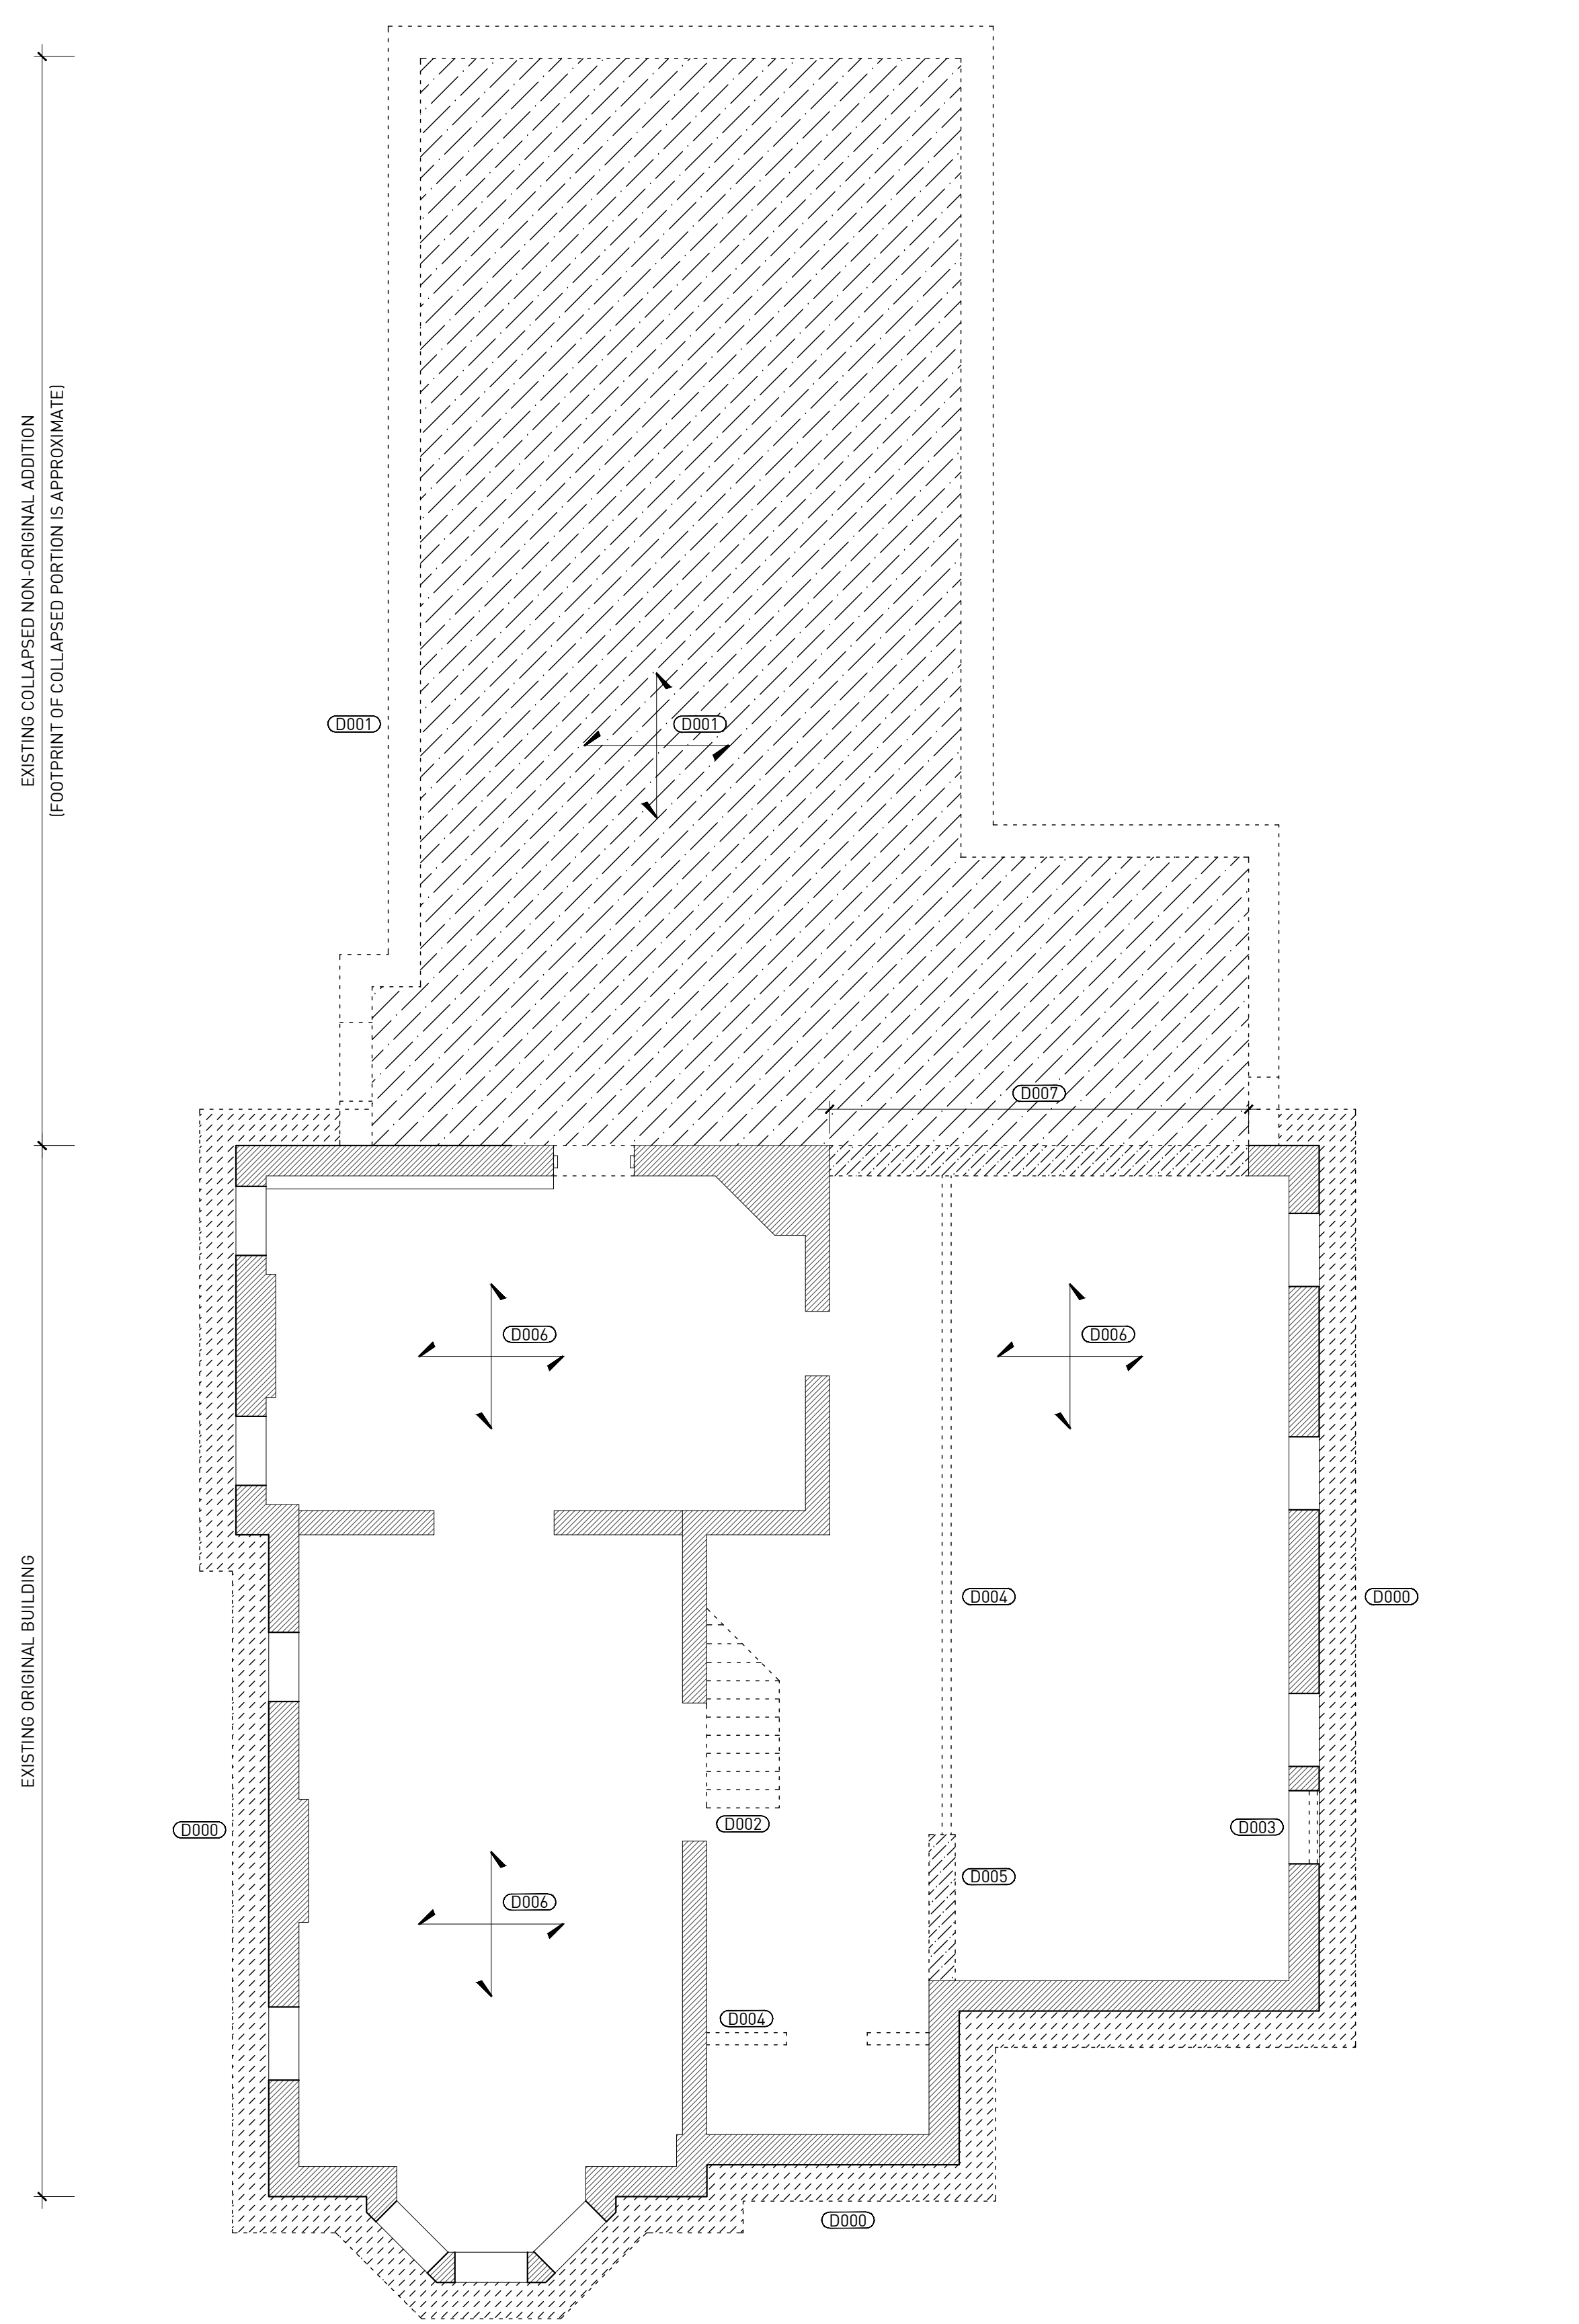 EXISTING COLLAPSED NON-ORIGINAL ADDITION
(FOOTPRINT OF COLLAPSED PORTION IS APPROXIMATE)
D001
D001
D007
D006
D006
EXISTING ORIGINAL BUILDING
D004
D000
D002
D003
D000
D005
D006
D004
D000